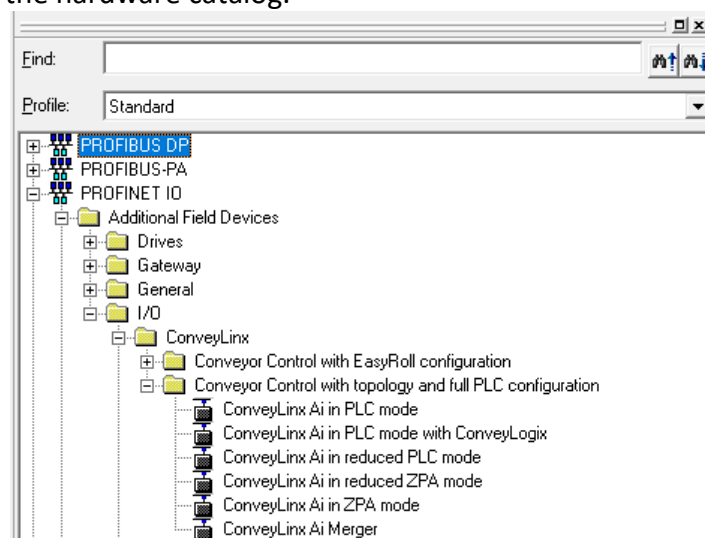 the hardware catalog.
Find:
Profile: Standard
PROFIBUS DP
PROFIBUS-PA
PROFINET IO
Additional Field Devices
Drives
Gateway
General
I/O
ConveyLinx
Conveyor Control with EasyRoll configuration
Conveyor Control with topology and full PLC configuration
ConveyLinx Ai in PLC mode
ConveyLinx Ai in PLC mode with ConveyLogix
ConveyLinx Ai in reduced PLC mode
ConveyLinx Ai in reduced ZPA mode
ConveyLinx Ai in ZPA mode
ConveyLinx Ai Merger